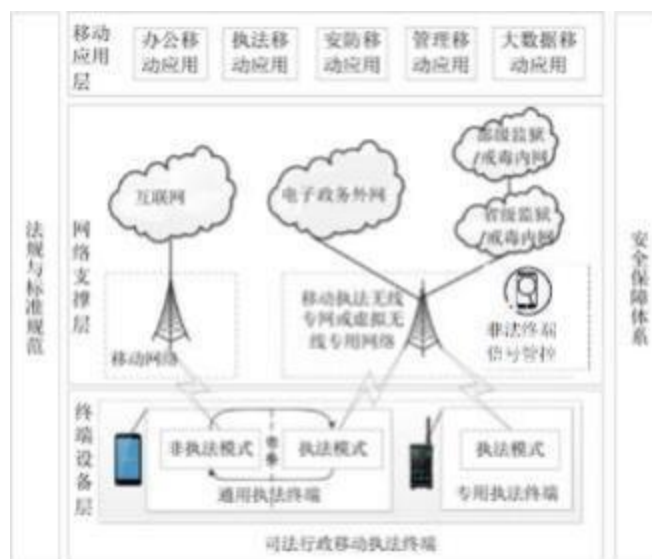 移动
应用
层
办公移
动应用
执法移
动应用
安防移
动应用
管理移
动应用
大数据移
动应用
法规与标准规范
网络支撑层
互联网
电子政务外网
部级监狱
/戒毒内网
省级监狱
/戒毒内网
移动网络
移动执法无线
专网或虚拟无
线专用网络
非法终端
信号管控
安全保障体系
终端设备层
非执法模式
执法模式
通用执法终端
执法模式
专用执法终端
司法行政移动执法终端